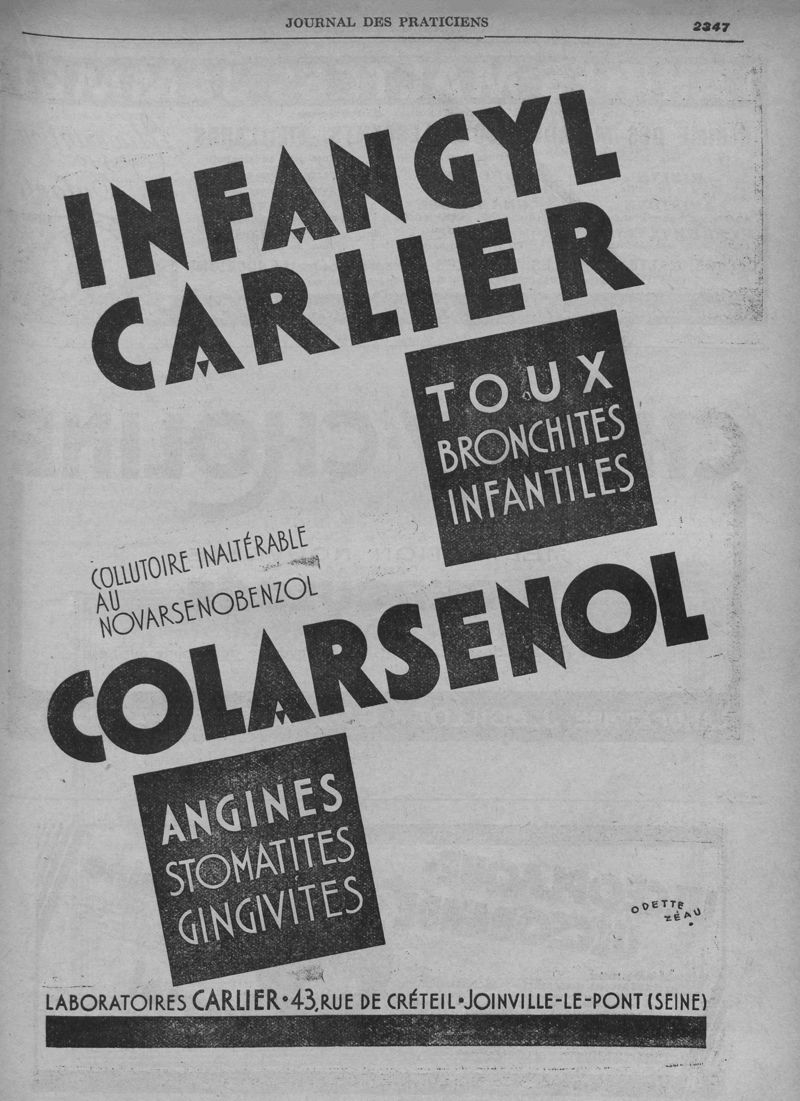 JOURNAL DES PRATICIENS
2347
INFANGYL
CARLIER
TOUX
BRONCHITES
INFANTILES
COLLUTOIRE INALTÉRABLE
AU
NOVARSENOBENZOL
COLARSENOL
ANGINES
STOMATITES
GINGIVITES
ODETTE
ZÉAU
LABORATOIRES CARLIER • 43, RUE DE CRÉTEIL • JOINVILLE-LE-PONT (SEINE)